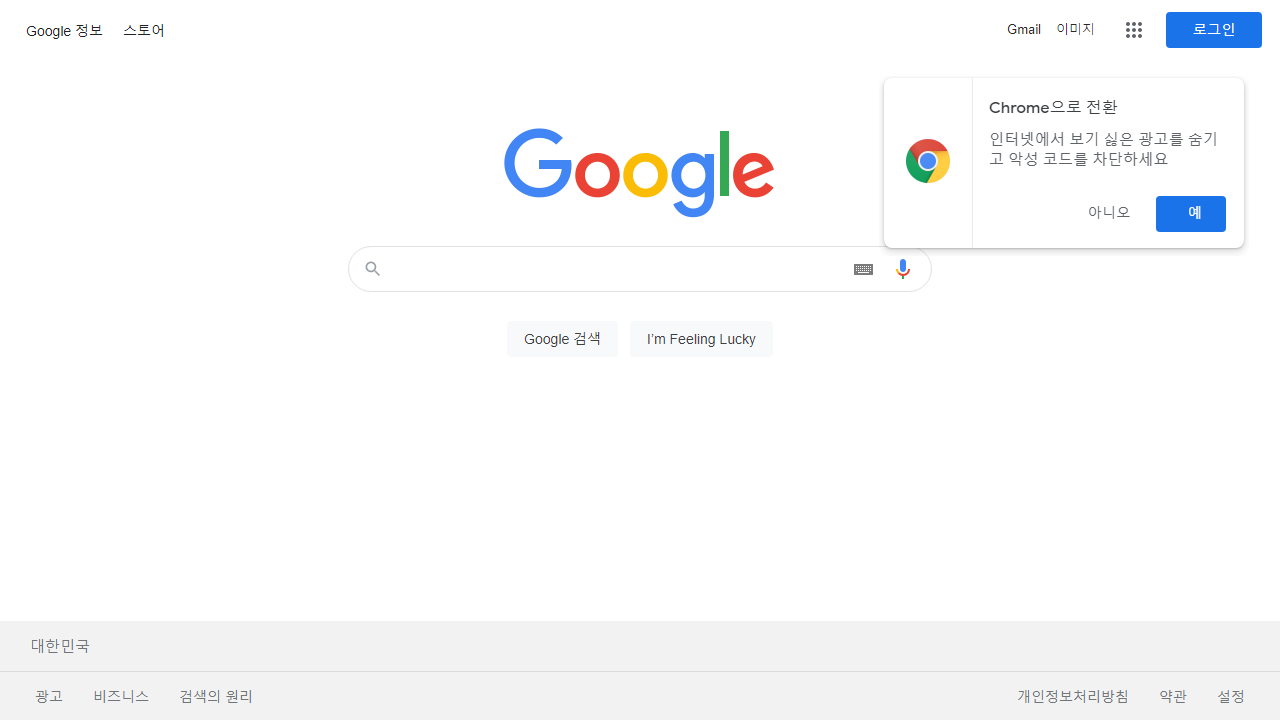 Google 정보 스토어 Gmail 이미지 로그인
Chrome으로 전환
인터넷에서 보기 싫은 광고를 숨기
고 악성 코드를 차단하세요
아니오 예
Google
Google 검색 I'm Feeling Lucky
대한민국
광고 비즈니스 검색의 원리 개인정보처리방침 약관 설정